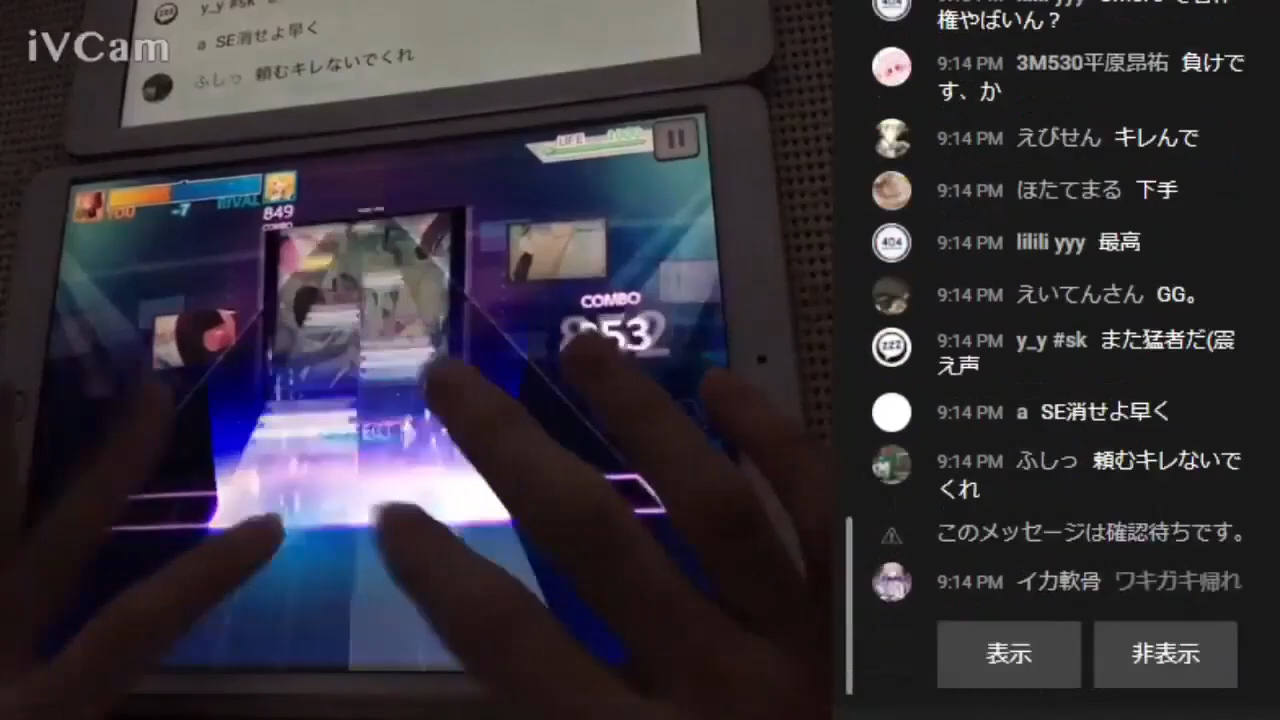 iVCam
y_y #sk
a SE消せよ早く
ふしっ 頼むキレないでくれ
LIFE
YOU
-7
RIVAL
849
COMBO
COMBO
権やばいん？
9:14 PM 3M530平原昂祐 負けで
す、か
9:14 PM えびせん キレんで
9:14 PM ほたてまる 下手
9:14 PM lilili yyy 最高
9:14 PM えいてんさん GG。
9:14 PM y_y #sk また猛者だ(震
え声
9:14 PM a SE消せよ早く
9:14 PM ふしっ 頼むキレないで
くれ
このメッセージは確認待ちです。
9:14 PM イカ軟骨 ワキガキ帰れ
表示 非表示